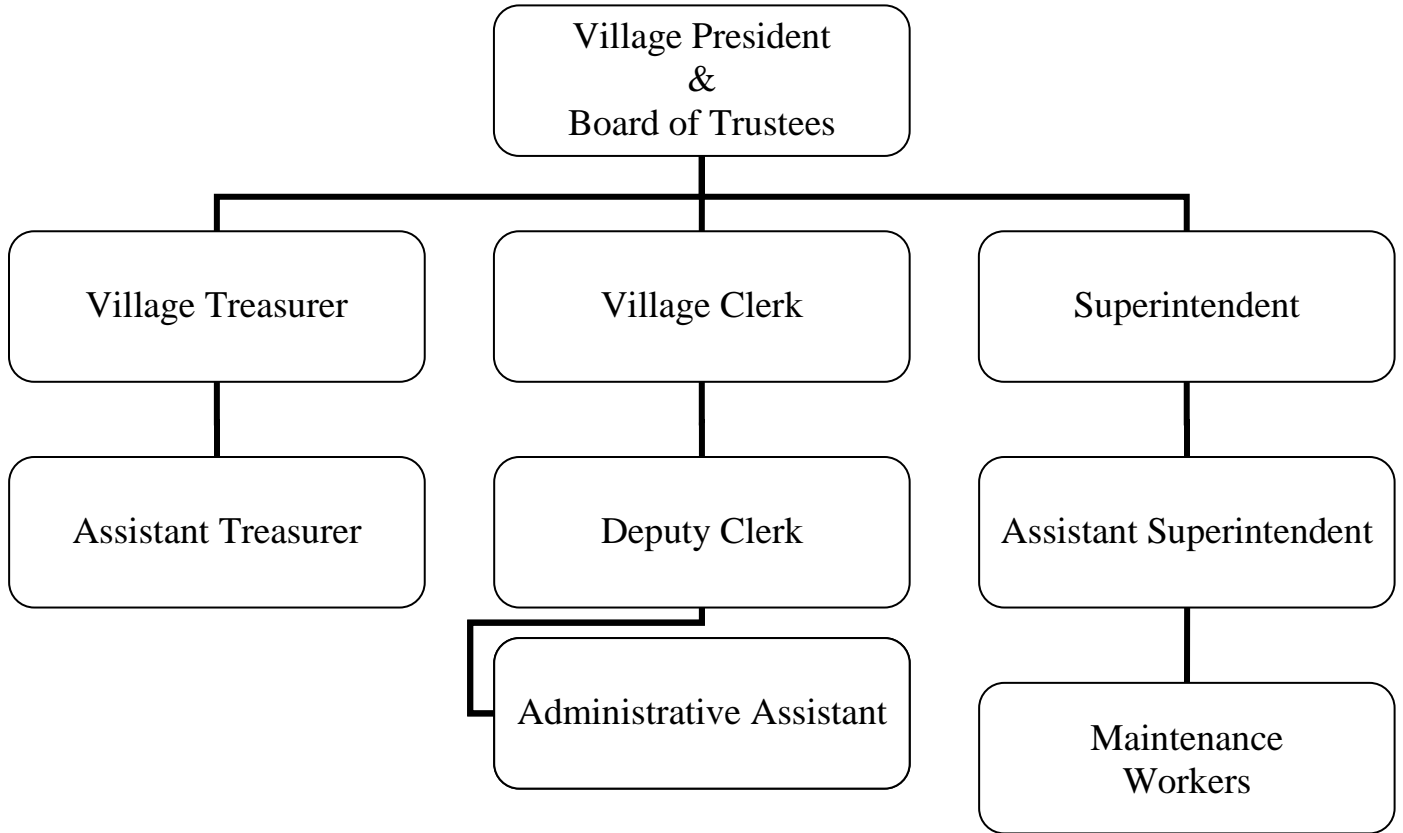 Village President
&
Board of Trustees
Village Treasurer
Village Clerk
Superintendent
Assistant Treasurer
Deputy Clerk
Assistant Superintendent
Administrative Assistant
Maintenance
Workers